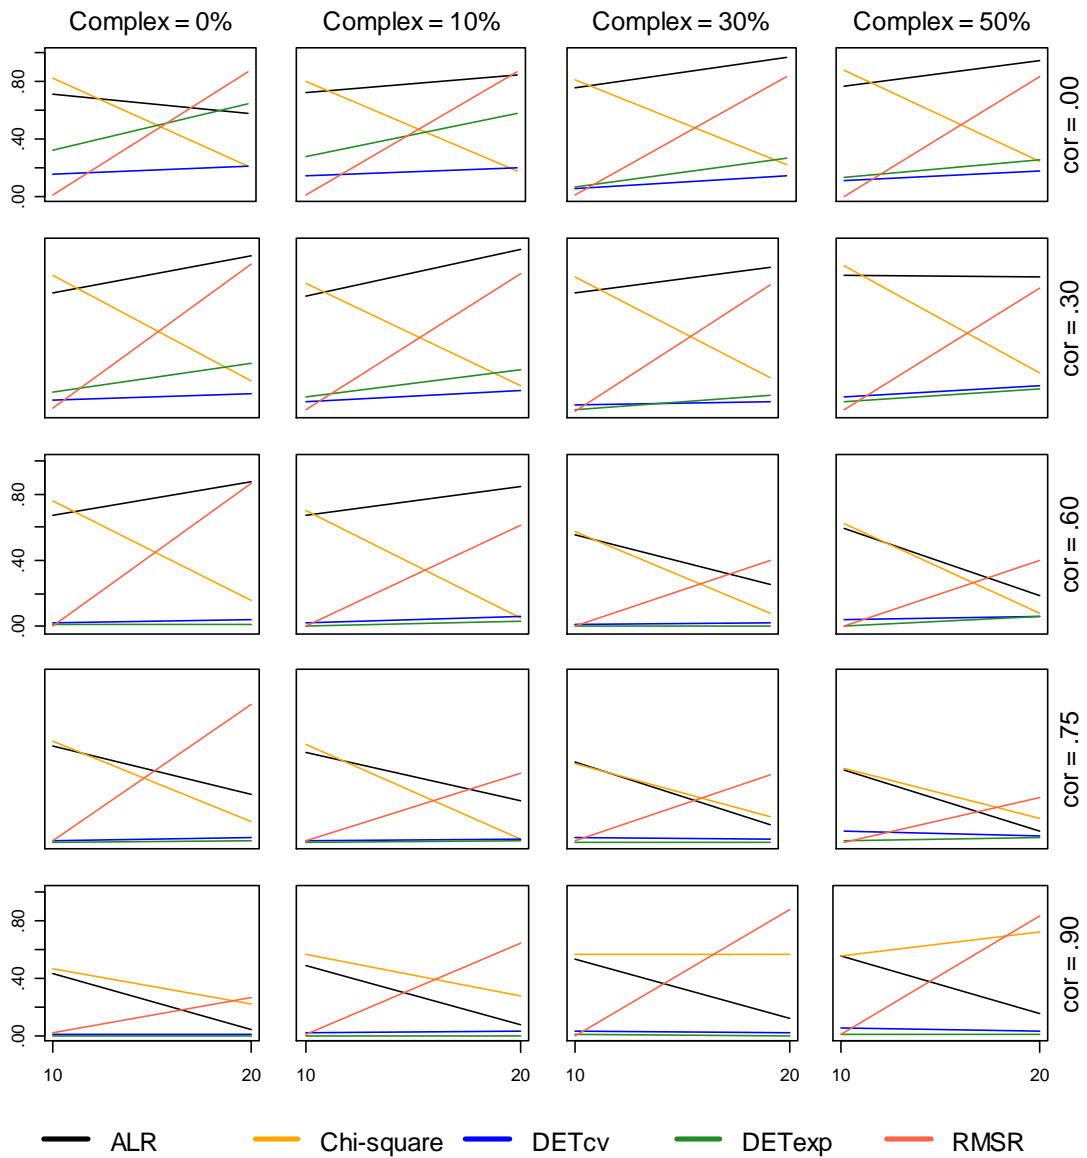 Complex = 0% Complex = 10% Complex = 30% Complex = 50%
.80
.40
.00
cor = .00
cor = .30
.80
.40
.00
cor = .60
cor = .75
.80
.40
.00
cor = .90
10 20 10 20 10 20 10 20
ALR Chi-square DETcv DETexp RMSR